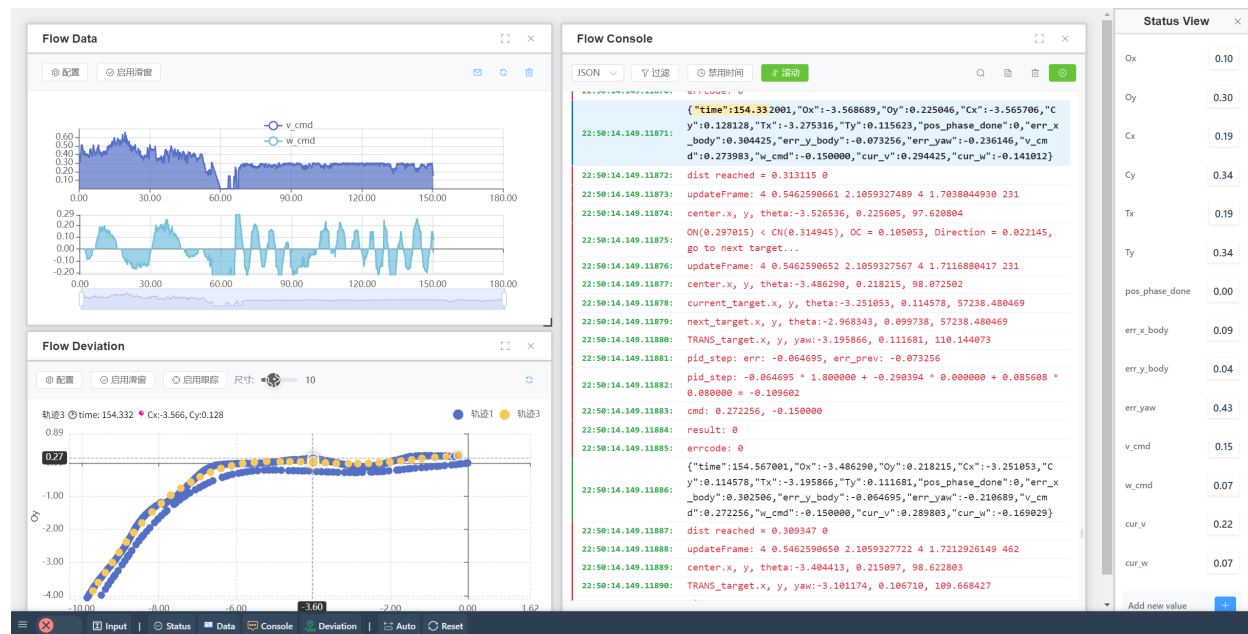 Flow Data
配置
启用滑窗
v_cmd
w_cmd
0.60
0.50
0.40
0.30
0.20
0.10
0.00
30.00
60.00
90.00
120.00
150.00
180.00
0.29
0.20
0.10
0.00
-0.10
-0.20
0.00
30.00
60.00
90.00
120.00
150.00
180.00
Flow Deviation
配置
启用滑窗
启用跟踪
尺寸:
10
轨迹3 time: 154.332 Cx:-3.566, Cy:0.128
轨迹1
轨迹3
0.89
0.27
-1.00
-2.00
-3.00
-4.00
Oy
-10.00
-8.00
-6.00
-3.60
-2.00
0.00
1.62
Flow Console
JSON
过滤
禁用时间
滚动
22:50:14.149.11870: errcode: 0
22:50:14.149.11871:
{"time":154.332001,"Ox":-3.568689,"Oy":0.225046,"Cx":-3.565706,"C
y":0.128128,"Tx":-3.275316,"Ty":0.115623,"pos_phase_done":0,"err_x
_body":0.304425,"err_y_body":-0.073256,"err_yaw":-0.236146,"v_cm
d":0.273983,"w_cmd":-0.150000,"cur_v":0.294425,"cur_w":-0.141012}
22:50:14.149.11872: dist reached = 0.313115 0
22:50:14.149.11873: updateFrame: 4 0.5462590661 2.1059327489 4 1.7038044930 231
22:50:14.149.11874: center.x, y, theta:-3.526536, 0.225605, 97.620804
22:50:14.149.11875: ON(0.297015) < CN(0.314945), OC = 0.105053, Direction = 0.022145,
go to next target...
22:50:14.149.11876: updateFrame: 4 0.5462590652 2.1059327567 4 1.7116880417 231
22:50:14.149.11877: center.x, y, theta:-3.486290, 0.218215, 98.072502
22:50:14.149.11878: current_target.x, y, theta:-3.251053, 0.114578, 57238.480469
22:50:14.149.11879: next_target.x, y, theta:-2.968343, 0.099738, 57238.480469
22:50:14.149.11880: TRANS_target.x, y, yaw:-3.195866, 0.111681, 110.144073
22:50:14.149.11881: pid_step: err: -0.064695, err_prev: -0.073256
22:50:14.149.11882: pid_step: -0.064695 * 1.800000 + -0.290394 * 0.000000 + 0.085608 *
0.080000 = -0.109602
22:50:14.149.11883: cmd: 0.272256, -0.150000
22:50:14.149.11884: result: 0
22:50:14.149.11885: errcode: 0
22:50:14.149.11886:
{"time":154.567001,"Ox":-3.486290,"Oy":0.218215,"Cx":-3.251053,"C
y":0.114578,"Tx":-3.195866,"Ty":0.111681,"pos_phase_done":0,"err_x
_body":0.302506,"err_y_body":-0.064695,"err_yaw":-0.210689,"v_cm
d":0.272256,"w_cmd":-0.150000,"cur_v":0.289803,"cur_w":-0.169029}
22:50:14.149.11887: dist reached = 0.309347 0
22:50:14.149.11888: updateFrame: 4 0.5462590650 2.1059327722 4 1.7212926149 462
22:50:14.149.11889: center.x, y, theta:-3.404413, 0.215097, 98.622803
22:50:14.149.11890: TRANS_target.x, y, yaw:-3.101174, 0.106710, 109.668427
Status View
Ox 0.10
Oy 0.30
Cx 0.19
Cy 0.34
Tx 0.19
Ty 0.34
pos_phase_done 0.00
err_x_body 0.09
err_y_body 0.04
err_yaw 0.43
v_cmd 0.15
w_cmd 0.07
cur_v 0.22
cur_w 0.07
Add new value
Input | Status Data Console Deviation | Auto Reset